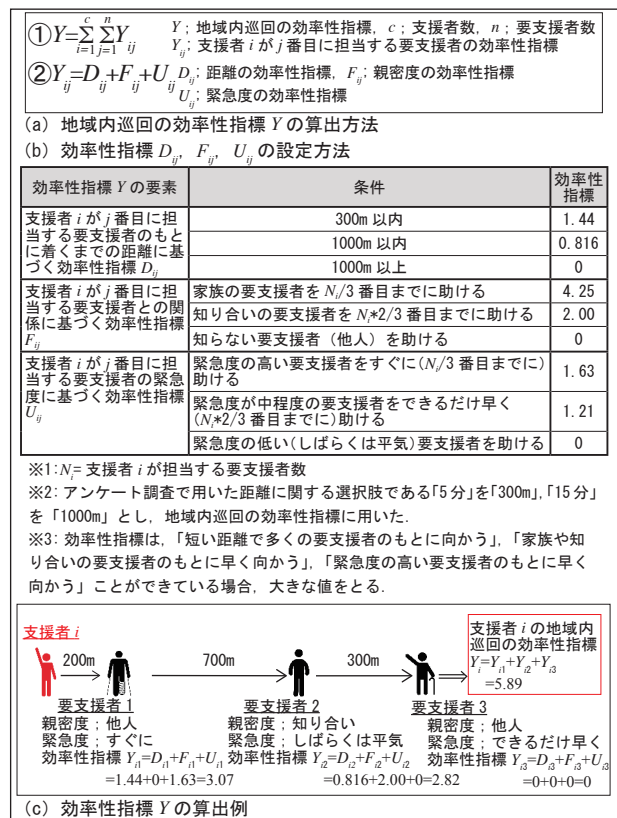 ①Y=ΣΣY_ij  Y；地域内巡回の効率性指標，c；支援者数，n；要支援者数
c n
i=1 j=1
Y_ij；支援者 i が j 番目に担当する要支援者の効率性指標
②Y_ij=D_ij+F_ij+U_ij  D_ij；距離の効率性指標，F_ij；親密度の効率性指標
U_ij；緊急度の効率性指標
(a) 地域内巡回の効率性指標 Y の算出方法
(b) 効率性指標 D_ij, F_ij, U_ij の設定方法
効率性指標 Y の要素 条件 効率性
指標
支援者 i が j 番目に担
当する要支援者のもと
に着くまでの距離に基
づく効率性指標 D_ij
300m 以内 1.44
1000m 以内 0.816
1000m 以上 0
支援者 i が j 番目に担
当する要支援者との関
係に基づく効率性指標
F_ij
家族の要支援者を N_i/3 番目までに助ける 4.25
知り合いの要支援者を N_i*2/3 番目までに助ける 2.00
知らない要支援者（他人）を助ける 0
支援者 i が j 番目に担
当する要支援者の緊急
度に基づく効率性指標
U_ij
緊急度の高い要支援者をすぐに(N_i/3 番目までに)
助ける 1.63
緊急度が中程度の要支援者をできるだけ早く
(N_i*2/3 番目までに)助ける 1.21
緊急度の低い(しばらくは平気)要支援者を助ける 0
※1:N_i= 支援者 i が担当する要支援者数
※2: アンケート調査で用いた距離に関する選択肢である「5 分」を「300m」，「15 分」
を「1000m」とし，地域内巡回の効率性指標に用いた．
※3: 効率性指標は，「短い距離で多くの要支援者のもとに向かう」，「家族や知
り合いの要支援者のもとに早く向かう」，「緊急度の高い要支援者のもとに早く
向かう」ことができている場合，大きな値をとる．
支援者 i
200m 700m 300m
支援者 i の地域内
巡回の効率性指標
Y_i=Y_i1+Y_i2+Y_i3
=5.89
要支援者 1
親密度；他人
緊急度；すぐに
効率性指標 Y_i1=D_i1+F_i1+U_i1
=1.44+0+1.63=3.07
要支援者 2
親密度；知り合い
緊急度；しばらくは平気
効率性指標 Y_i2=D_i2+F_i2+U_i2
=0.816+2.00+0=2.82
要支援者 3
親密度；他人
緊急度；できるだけ早く
効率性指標 Y_i3=D_i3+F_i3+U_i3
=0+0+0=0
(c) 効率性指標 Y の算出例